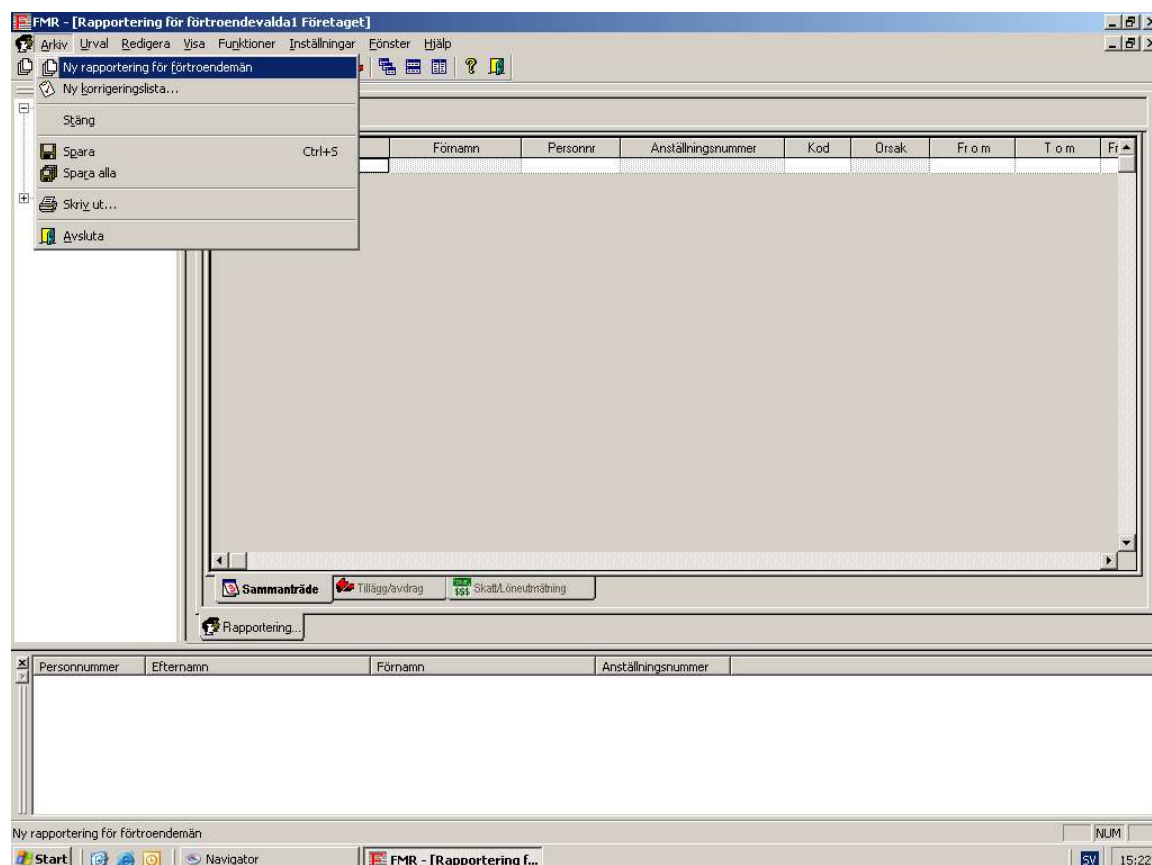 FMR - [Rapportering för förtroendevalda1 Företaget]
Arkiv Urval Redigera Visa Funktioner Inställningar Fönster Hjälp
Ny rapportering för förtroendemän
Ny korrigeringslista...
Stäng
Spara Ctrl+S
Spara alla
Skriv ut...
Avsluta
Förnamn Personnr Anställningsnummer Kod Orsak Fr o m T o m Fr
Sammanträde Tillägg/avdrag Skatt/Löneutmätning
Rapportering...
Personnummer Efternamn Förnamn Anställningsnummer
Ny rapportering för förtroendemän NUM
Start Navigator FMR - [Rapportering f... SV 15:22